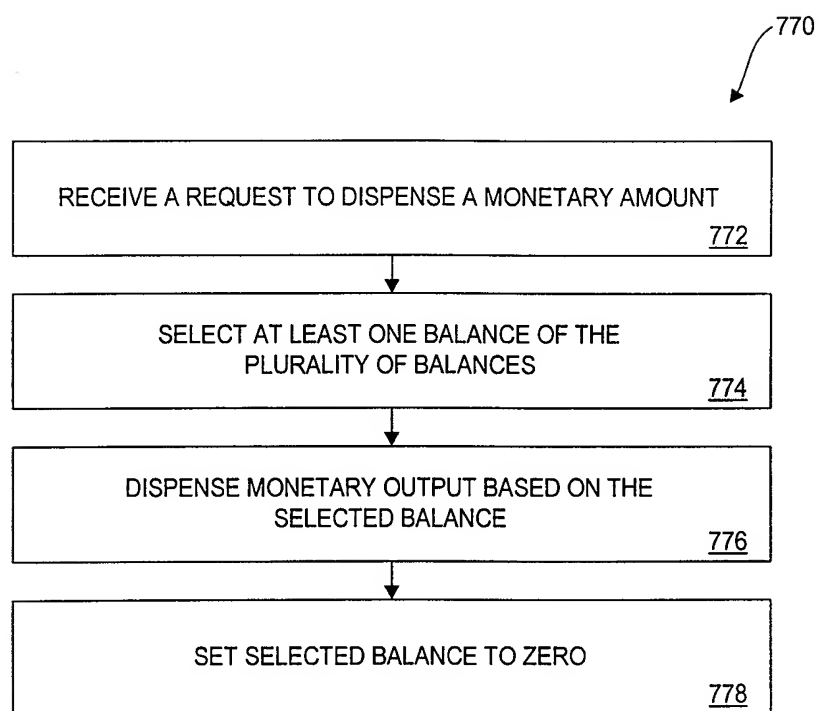 770
RECEIVE A REQUEST TO DISPENSE A MONETARY AMOUNT
772
SELECT AT LEAST ONE BALANCE OF THE
PLURALITY OF BALANCES
774
DISPENSE MONETARY OUTPUT BASED ON THE
SELECTED BALANCE
776
SET SELECTED BALANCE TO ZERO
778